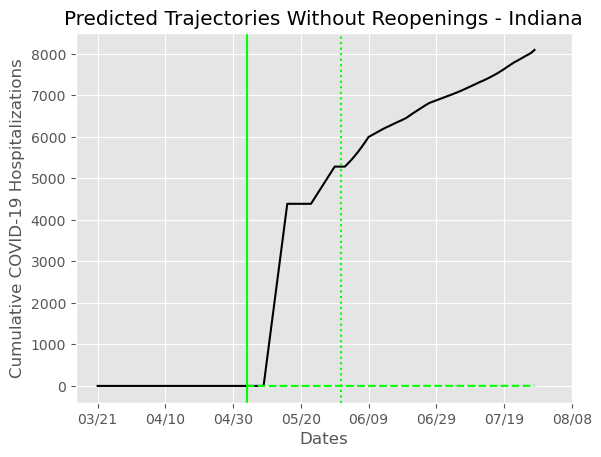 Predicted Trajectories Without Reopenings - Indiana
Cumulative COVID-19 Hospitalizations
8000
7000
6000
5000
4000
3000
2000
1000
0
03/21 04/10 04/30 05/20 06/09 06/29 07/19 08/08
Dates